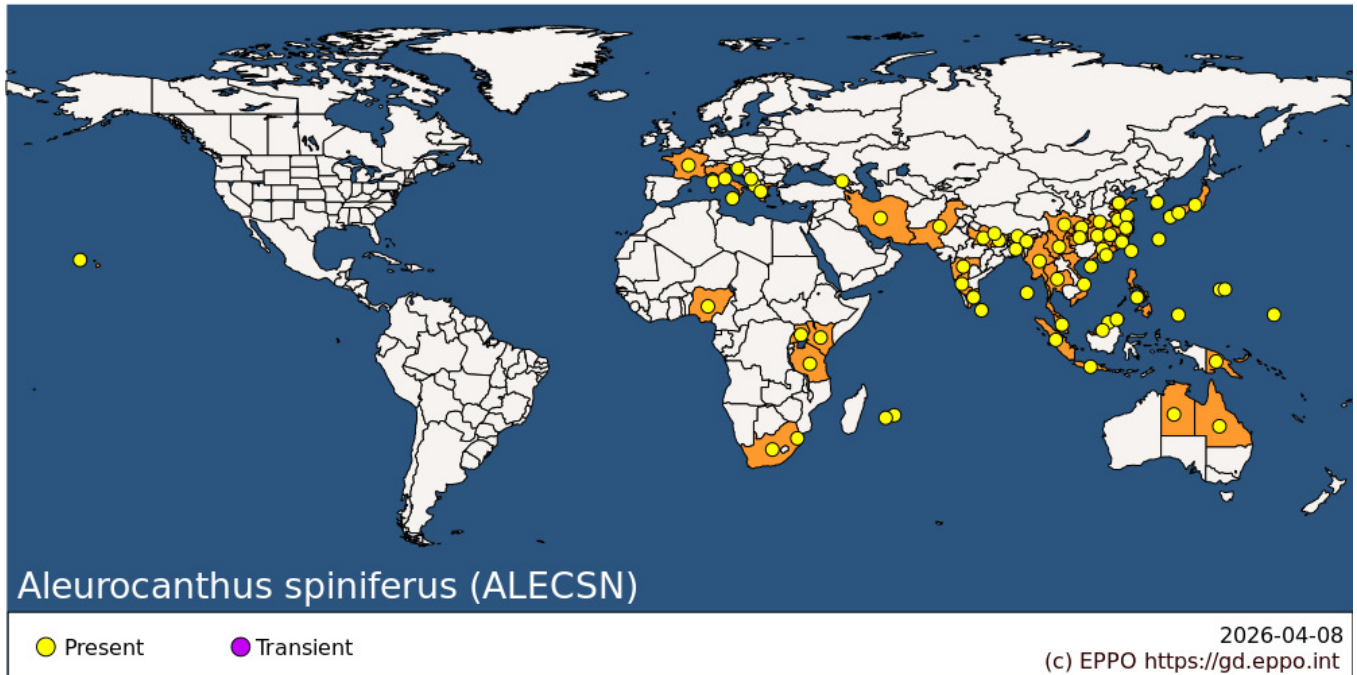 Aleurocanthus spiniferus (ALECSN)
Present
Transient
2026-04-08
(c) EPPO https://gd.eppo.int